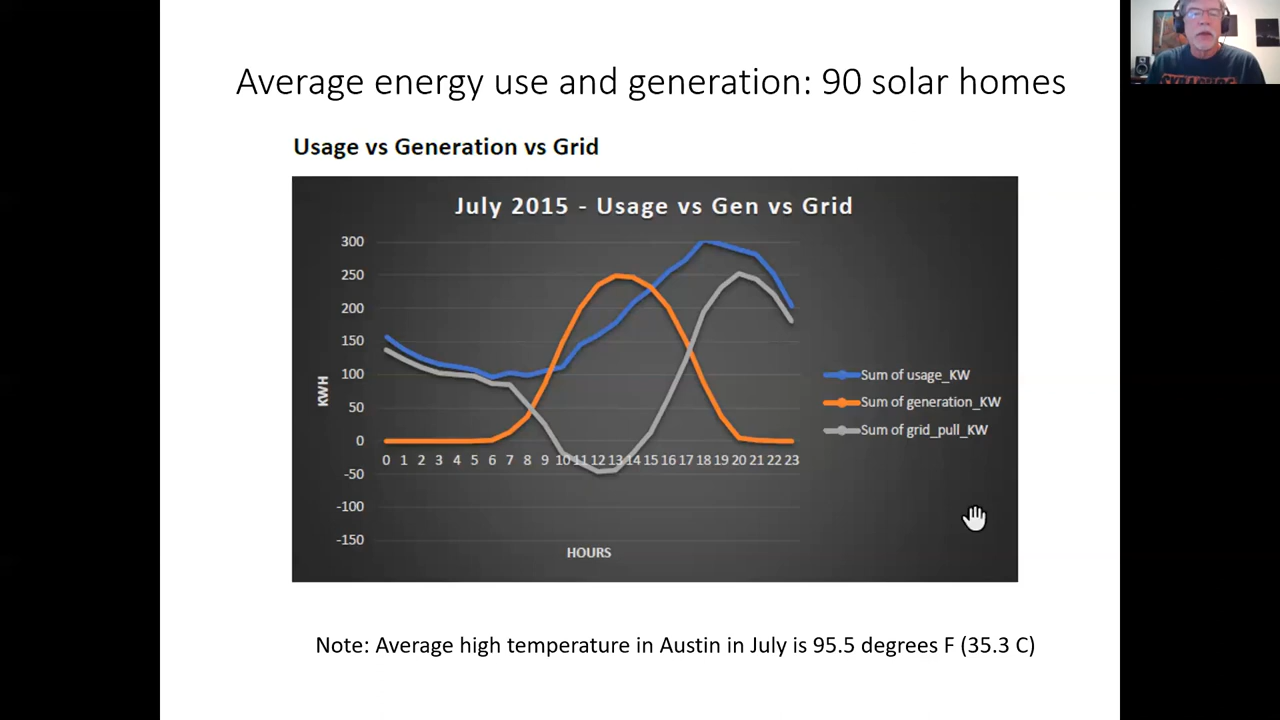 Average energy use and generation: 90 solar homes
Usage vs Generation vs Grid
July 2015 - Usage vs Gen vs Grid
300
250
200
150
100
50
0
-50
-100
-150
KWH
0 1 2 3 4 5 6 7 8 9 10 11 12 13 14 15 16 17 18 19 20 21 22 23
HOURS
Sum of usage_KW
Sum of generation_KW
Sum of grid_pull_KW
Note: Average high temperature in Austin in July is 95.5 degrees F (35.3 C)